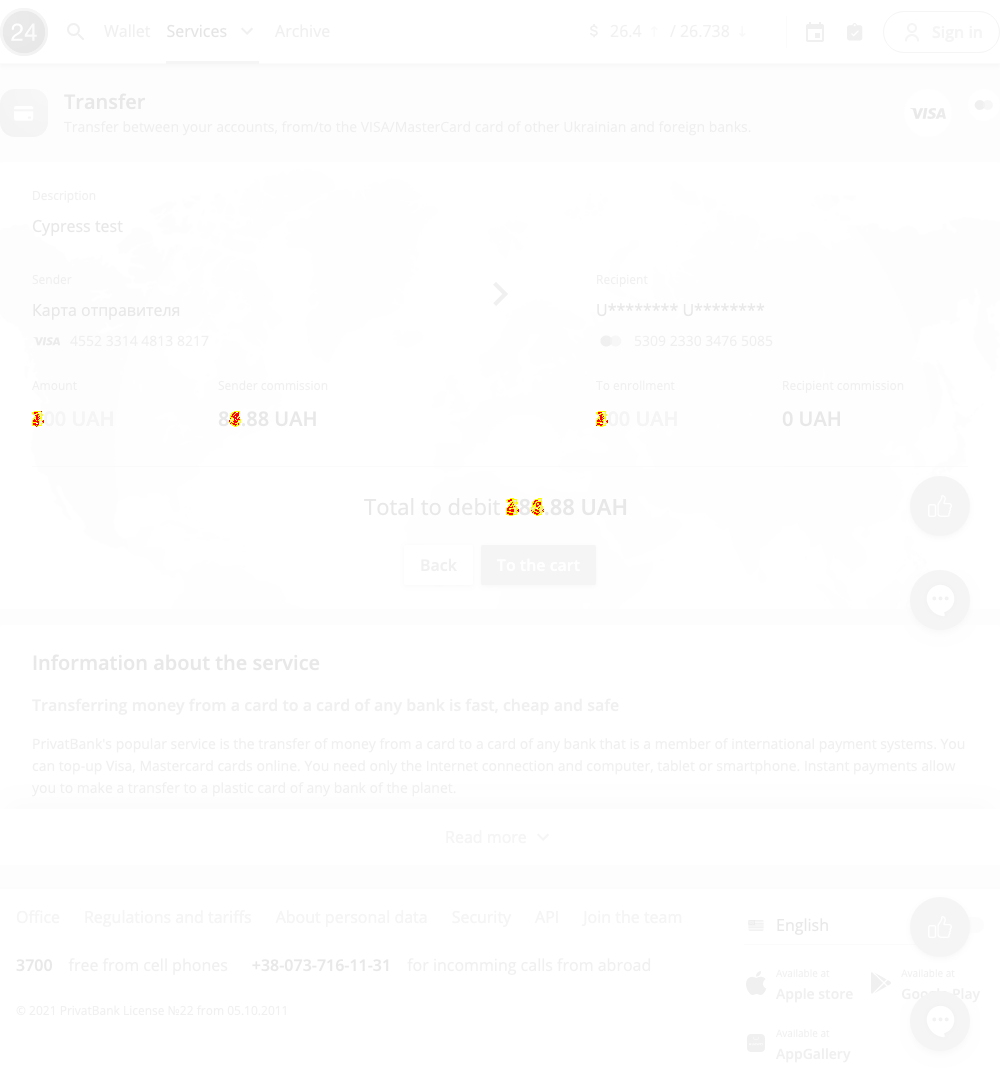 24 Wallet Services Archive $ 26.4 ↑ / 26.738 ↓ Sign in
Transfer
Transfer between your accounts, from/to the VISA/MasterCard card of other Ukrainian and foreign banks.
VISA
Description
Cypress test
Sender Recipient
Карта отправителя U******** U********
VISA 4552 3314 4813 8217 5309 2330 3476 5085
Amount Sender commission To enrollment Recipient commission
00 UAH .88 UAH 00 UAH 0 UAH
Total to debit .88 UAH
Back To the cart
Information about the service
Transferring money from a card to a card of any bank is fast, cheap and safe
PrivatBank's popular service is the transfer of money from a card to a card of any bank that is a member of international payment systems. You
can top-up Visa, Mastercard cards online. You need only the Internet connection and computer, tablet or smartphone. Instant payments allow
you to make a transfer to a plastic card of any bank of the planet.
Read more
Office Regulations and tariffs About personal data Security API Join the team
English
3700 free from cell phones +38-073-716-11-31 for incomming calls from abroad
Available at Available at
Apple store Google Play
© 2021 PrivatBank License №22 from 05.10.2011
Available at
AppGallery